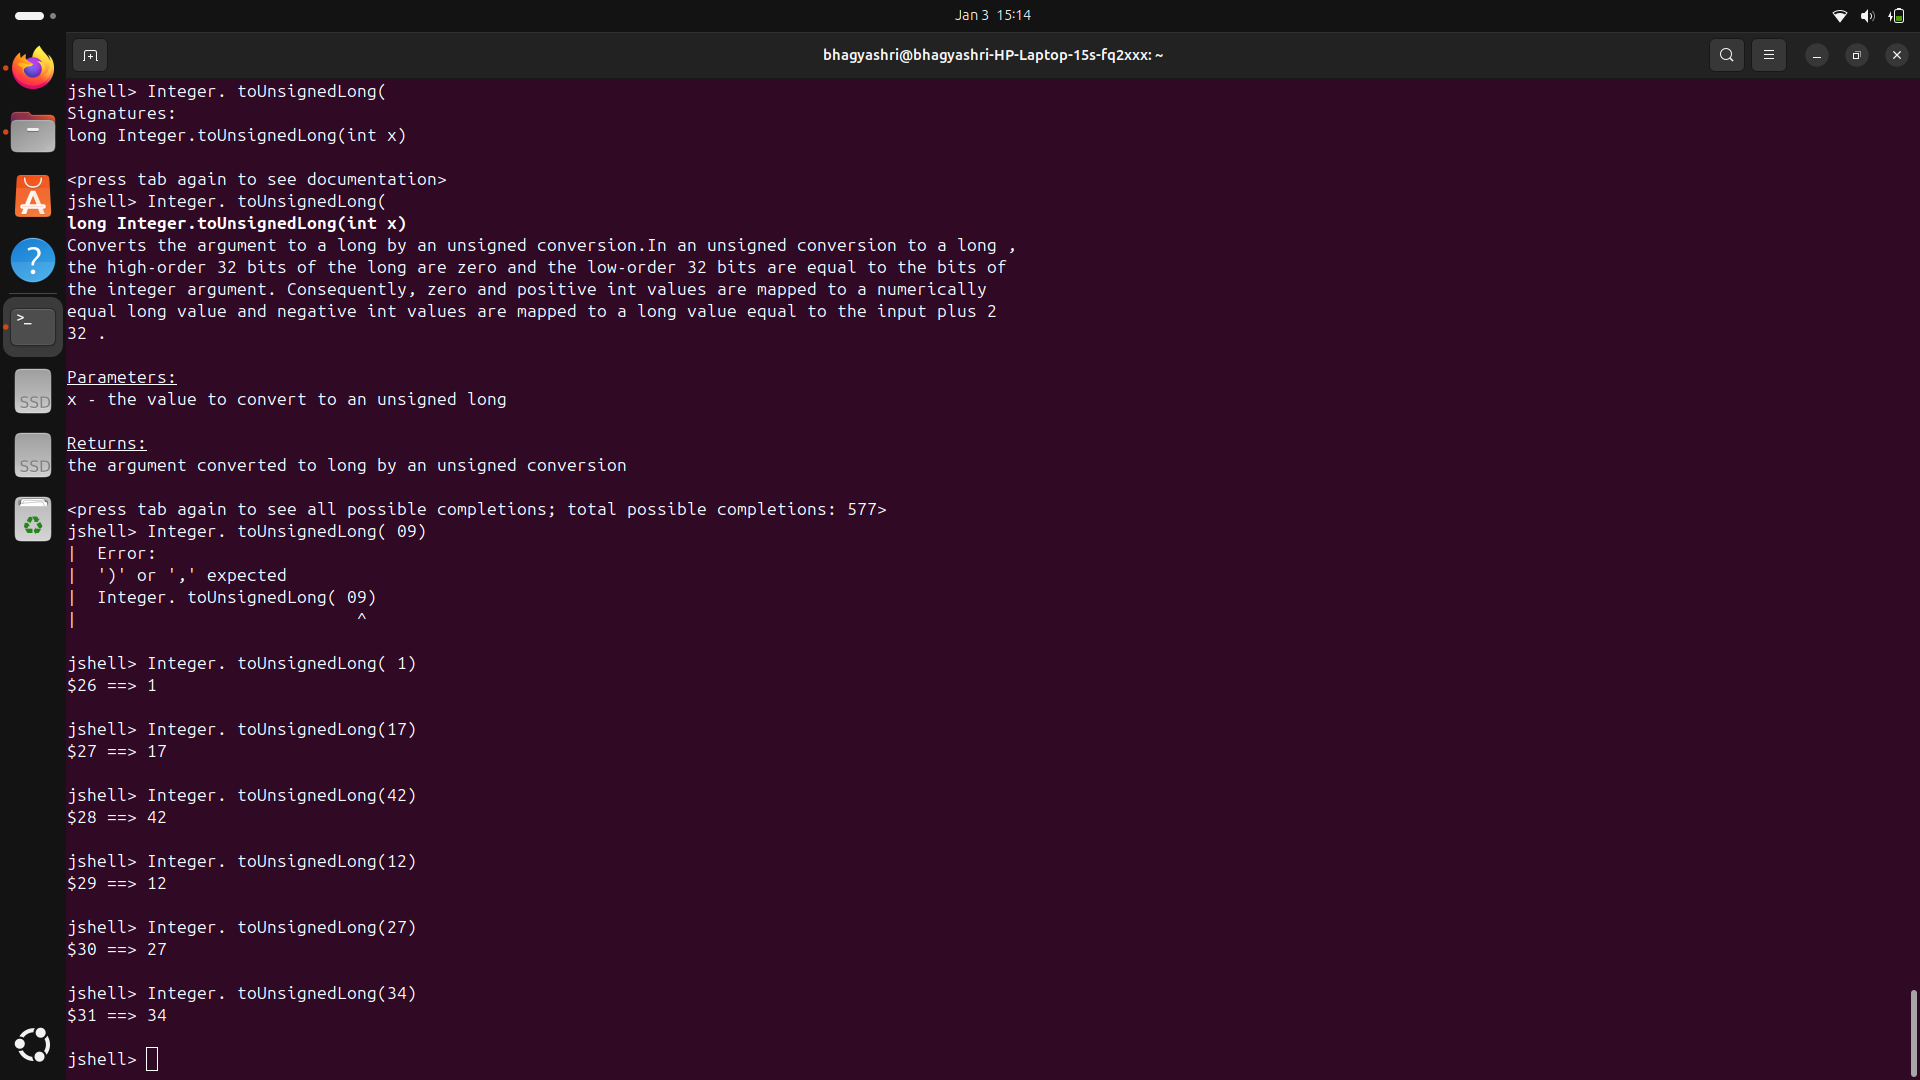 Jan 3 15:14
bhagyashri@bhagyashri-HP-Laptop-15s-fq2xxx: ~
jshell> Integer. toUnsignedLong(
Signatures:
long Integer.toUnsignedLong(int x)
<press tab again to see documentation>
jshell> Integer. toUnsignedLong(
long Integer.toUnsignedLong(int x)
Converts the argument to a long by an unsigned conversion.In an unsigned conversion to a long ,
the high-order 32 bits of the long are zero and the low-order 32 bits are equal to the bits of
the integer argument. Consequently, zero and positive int values are mapped to a numerically
equal long value and negative int values are mapped to a long value equal to the input plus 2
32 .
Parameters:
x - the value to convert to an unsigned long
Returns:
the argument converted to long by an unsigned conversion
<press tab again to see all possible completions; total possible completions: 577>
jshell> Integer. toUnsignedLong( 09)
|  Error:
|  ')' or ',' expected
|  Integer. toUnsignedLong( 09)
|                            ^
jshell> Integer. toUnsignedLong( 1)
$26 ==> 1
jshell> Integer. toUnsignedLong(17)
$27 ==> 17
jshell> Integer. toUnsignedLong(42)
$28 ==> 42
jshell> Integer. toUnsignedLong(12)
$29 ==> 12
jshell> Integer. toUnsignedLong(27)
$30 ==> 27
jshell> Integer. toUnsignedLong(34)
$31 ==> 34
jshell>
SSD
SSD